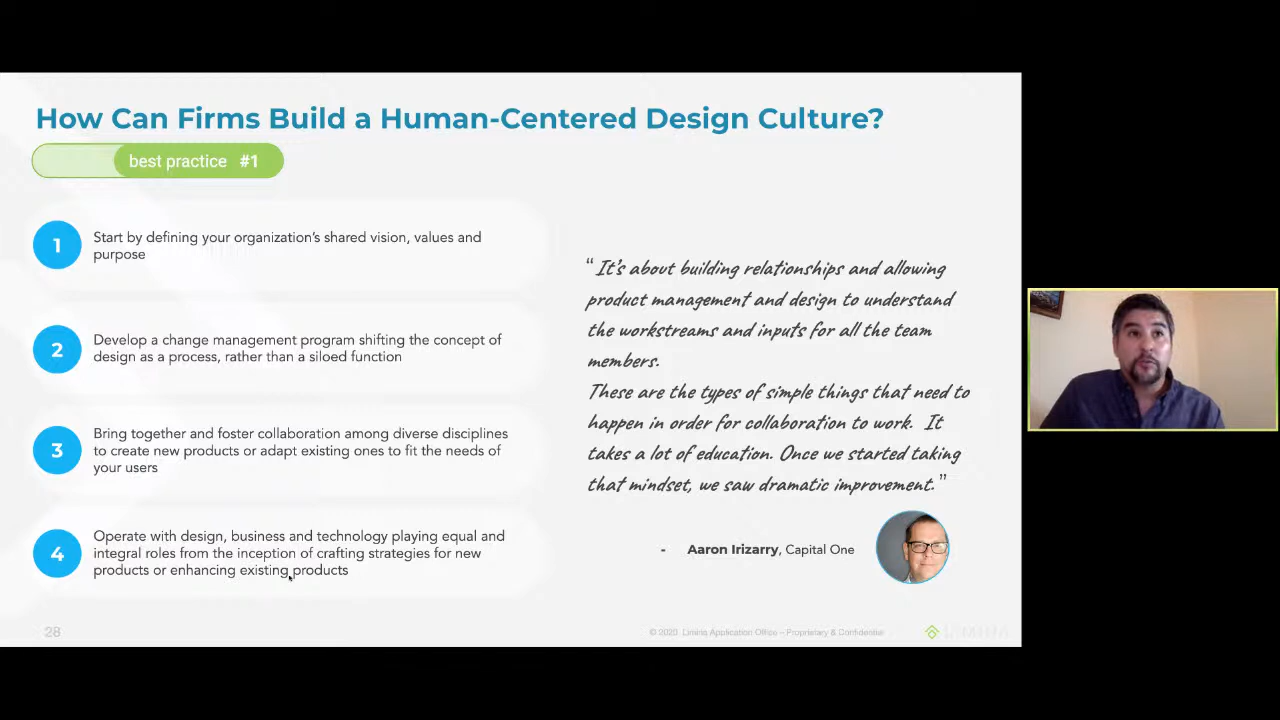 How Can Firms Build a Human-Centered Design Culture?
best practice #1
1
Start by defining your organization's shared vision, values and
purpose
2
Develop a change management program shifting the concept of
design as a process, rather than a siloed function
3
Bring together and foster collaboration among diverse disciplines
to create new products or adapt existing ones to fit the needs of
your users
4
Operate with design, business and technology playing equal and
integral roles from the inception of crafting strategies for new
products or enhancing existing products
“ It's about building relationships and allowing
product management and design to understand
the workstreams and inputs for all the team
members.
These are the types of simple things that need to
happen in order for collaboration to work. It
takes a lot of education. Once we started taking
that mindset, we saw dramatic improvement.”
- Aaron Irizarry, Capital One
28
© 2020 Limina Application Office – Proprietary & Confidential
LIMINA